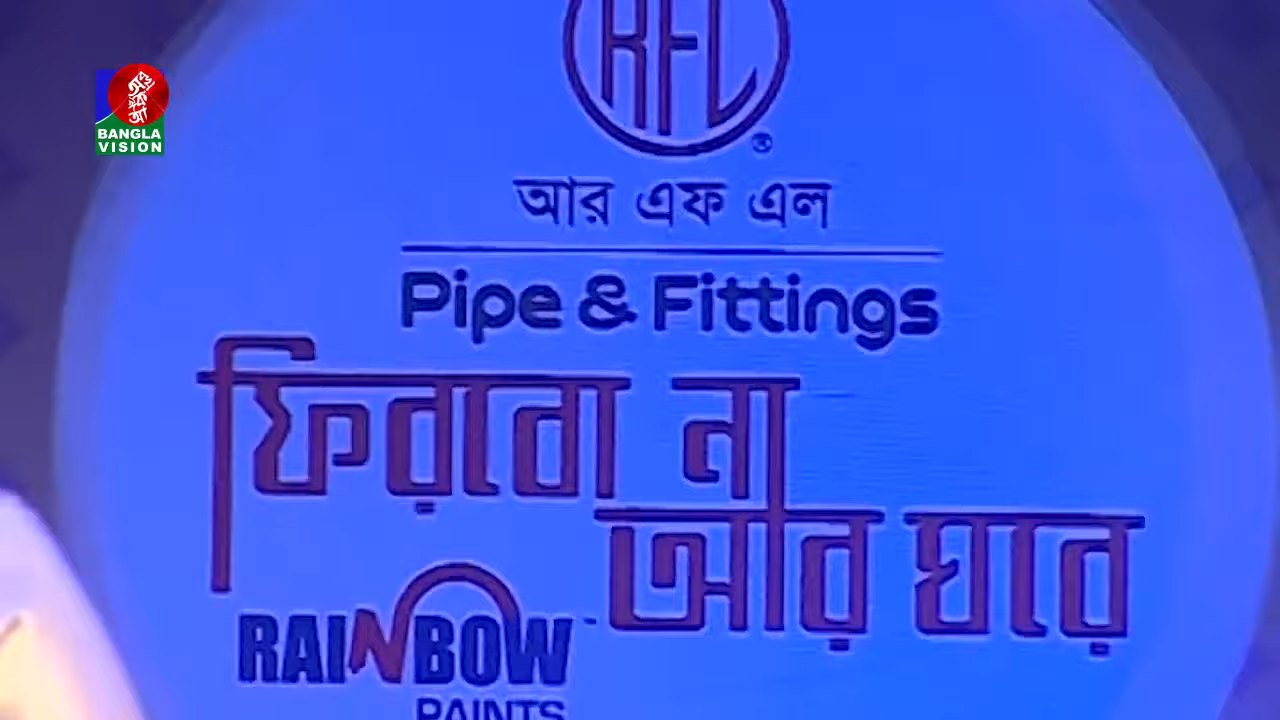 RFL
®
BANGLA
VISION
আর এফ এল
Pipe & Fittings
ফিরবো না
আর ঘরে
RAINBOW
PAINTS